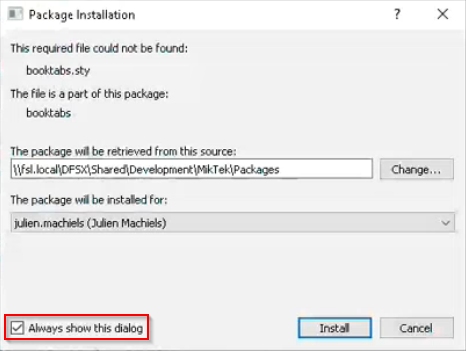 Package Installation
This required file could not be found:
booktabs.sty
The file is a part of this package:
booktabs
The package will be retrieved from this source:
\\fsl.local\DFSX\Shared\Development\MikTek\Packages
Change...
The package will be installed for:
julien.machiels (Julien Machiels)
Always show this dialog
Install
Cancel